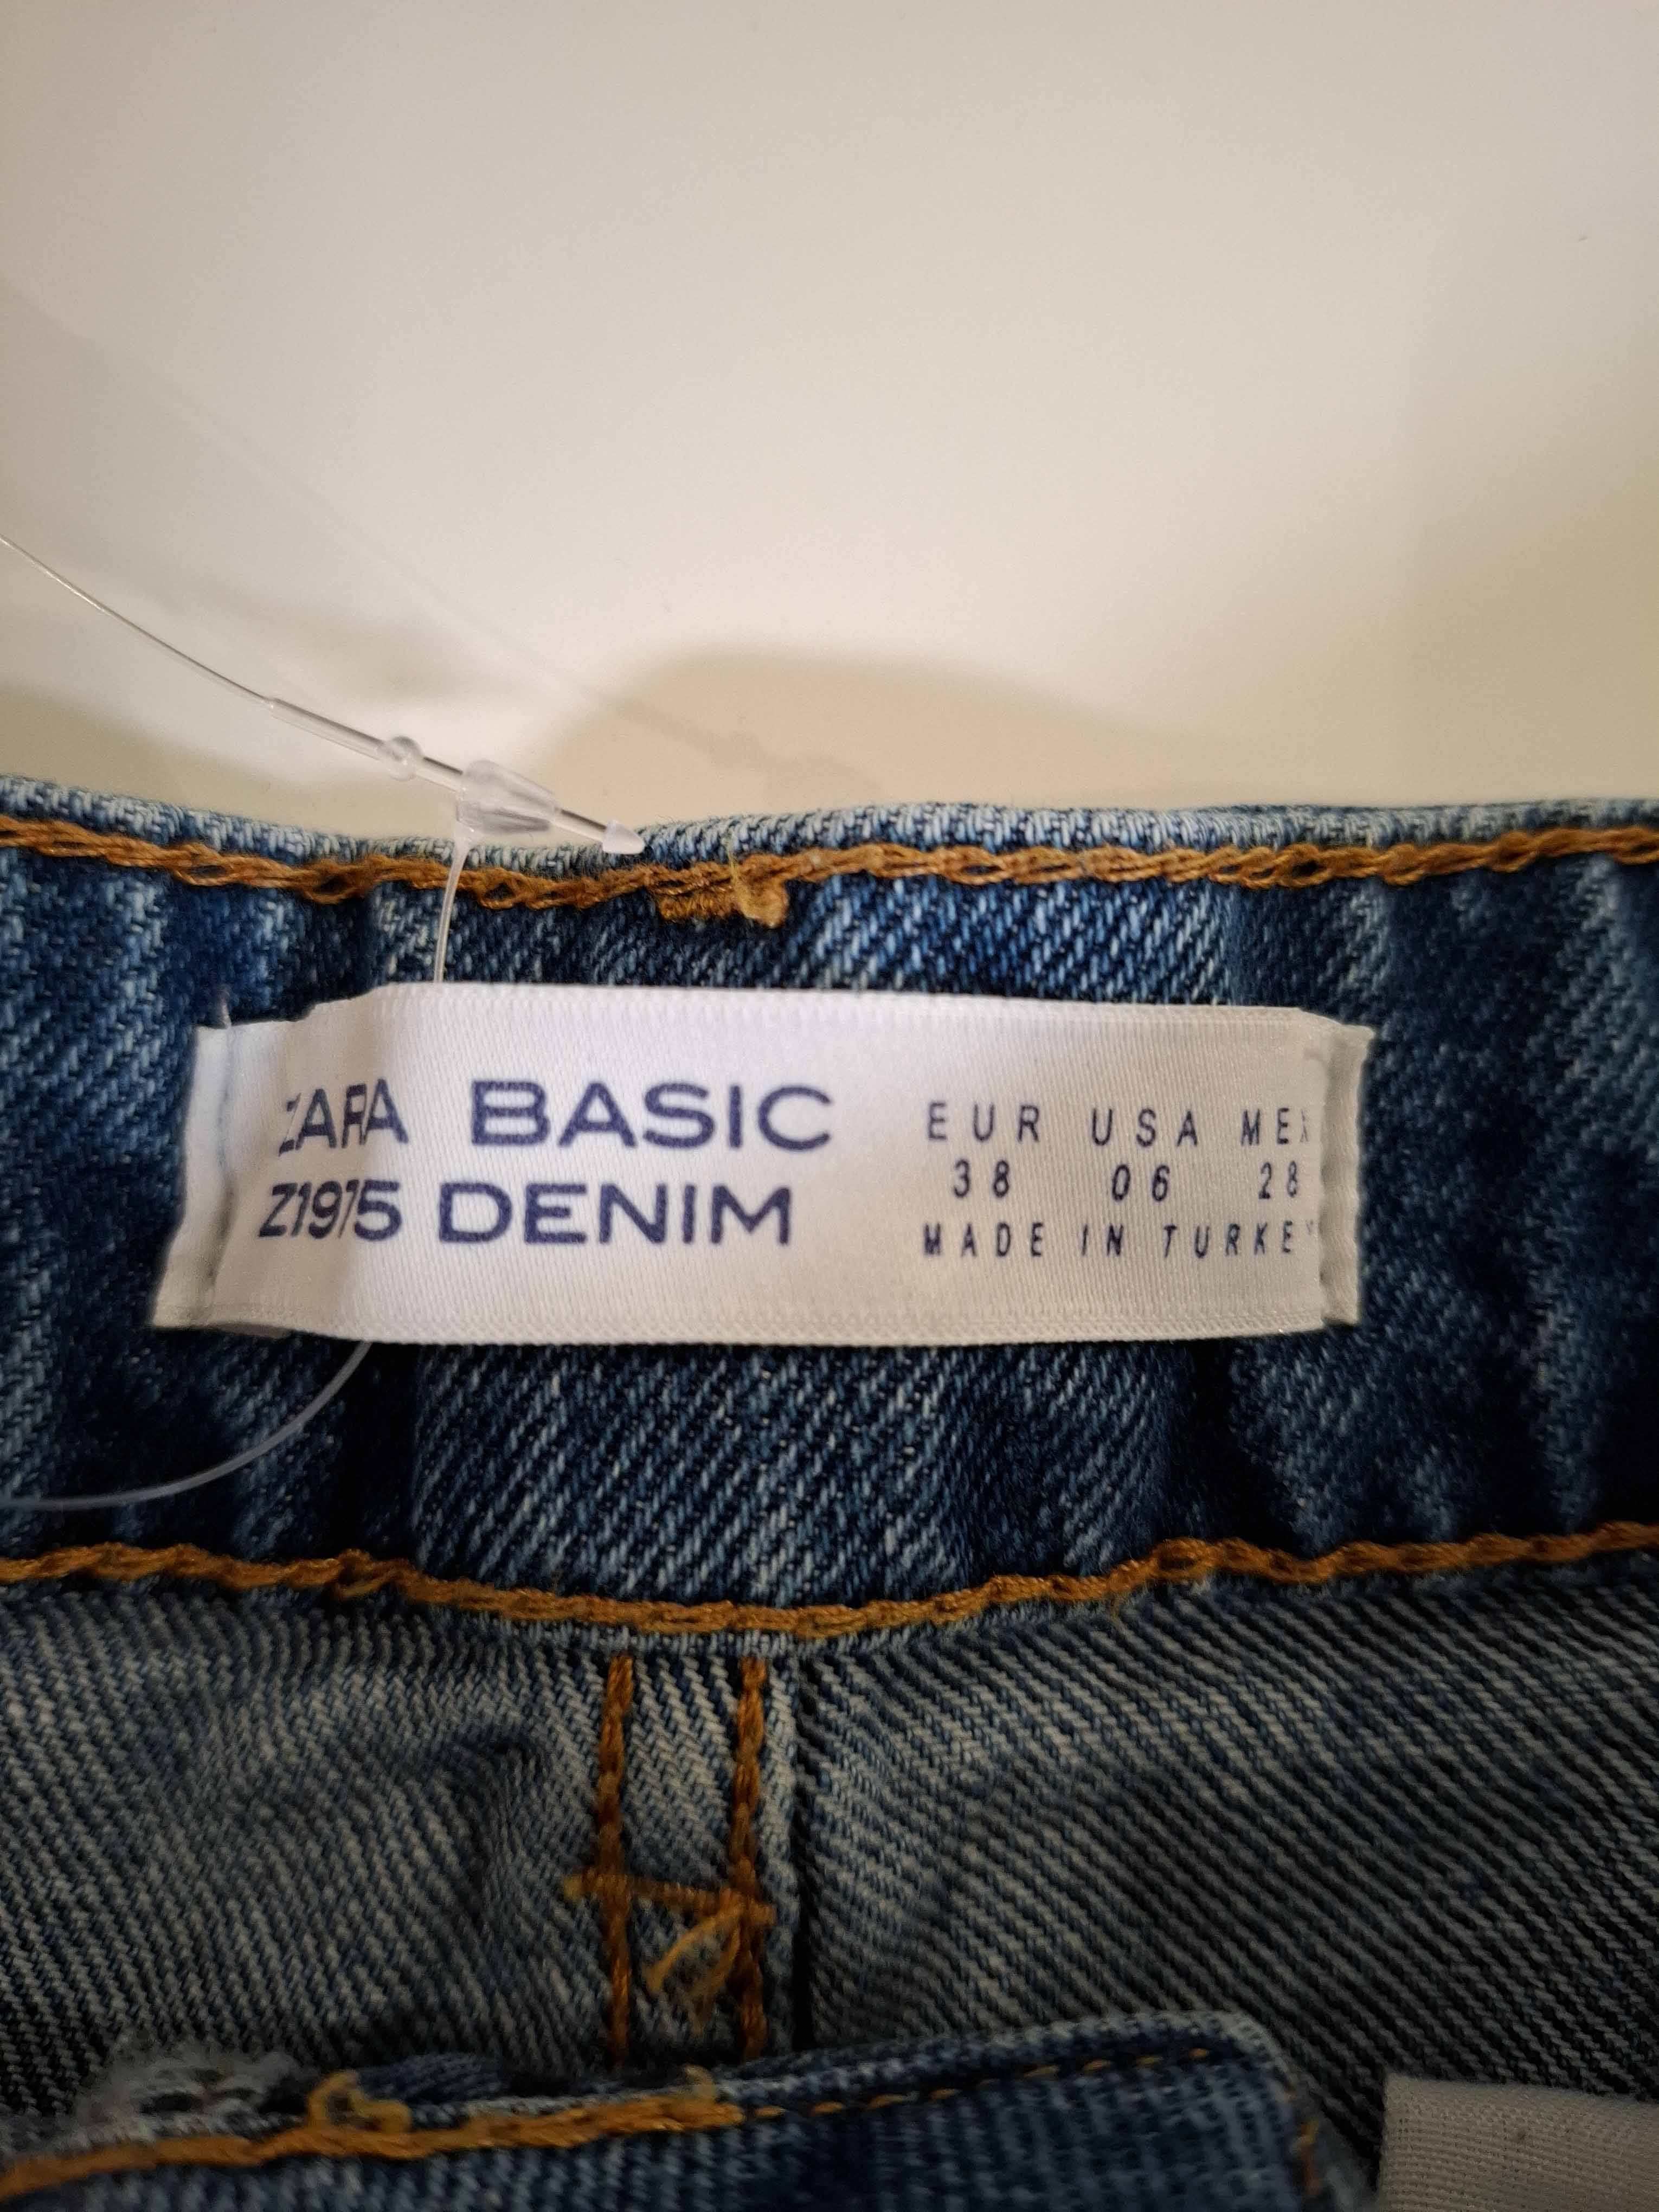 ZARA BASIC
Z1975 DENIM
EUR USA MEX
38 06 28
MADE IN TURKEY